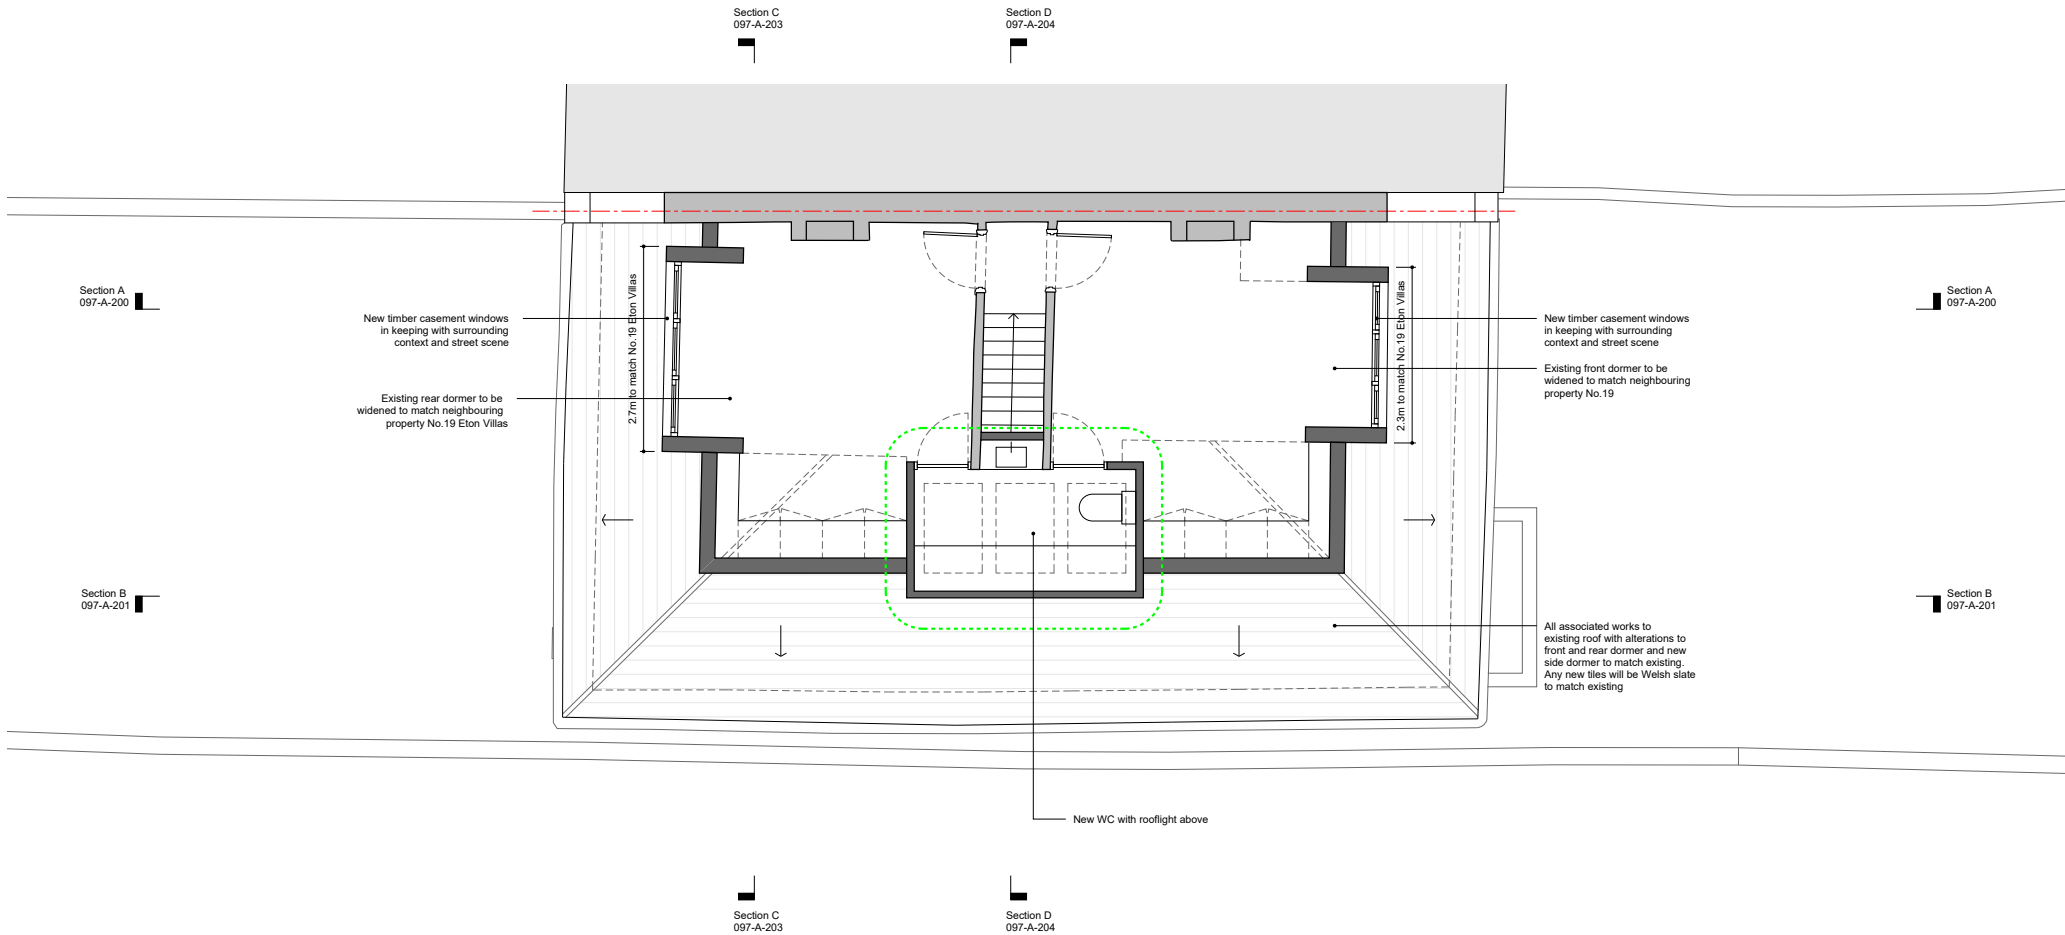 Section C
097-A-203
Section D
097-A-204
Section A
097-A-200
Section A
097-A-200
New timber casement windows
in keeping with surrounding
context and street scene
2.7m to match No.19 Eton Villas
Existing rear dormer to be
widened to match neighbouring
property No.19 Eton Villas
2.3m to match No.19 Eton Villas
New timber casement windows
in keeping with surrounding
context and street scene
Existing front dormer to be
widened to match neighbouring
property No.19
Section B
097-A-201
Section B
097-A-201
All associated works to
existing roof with alterations to
front and rear dormer and new
side dormer to match existing.
Any new tiles will be Welsh slate
to match existing
New WC with rooflight above
Section C
097-A-203
Section D
097-A-204